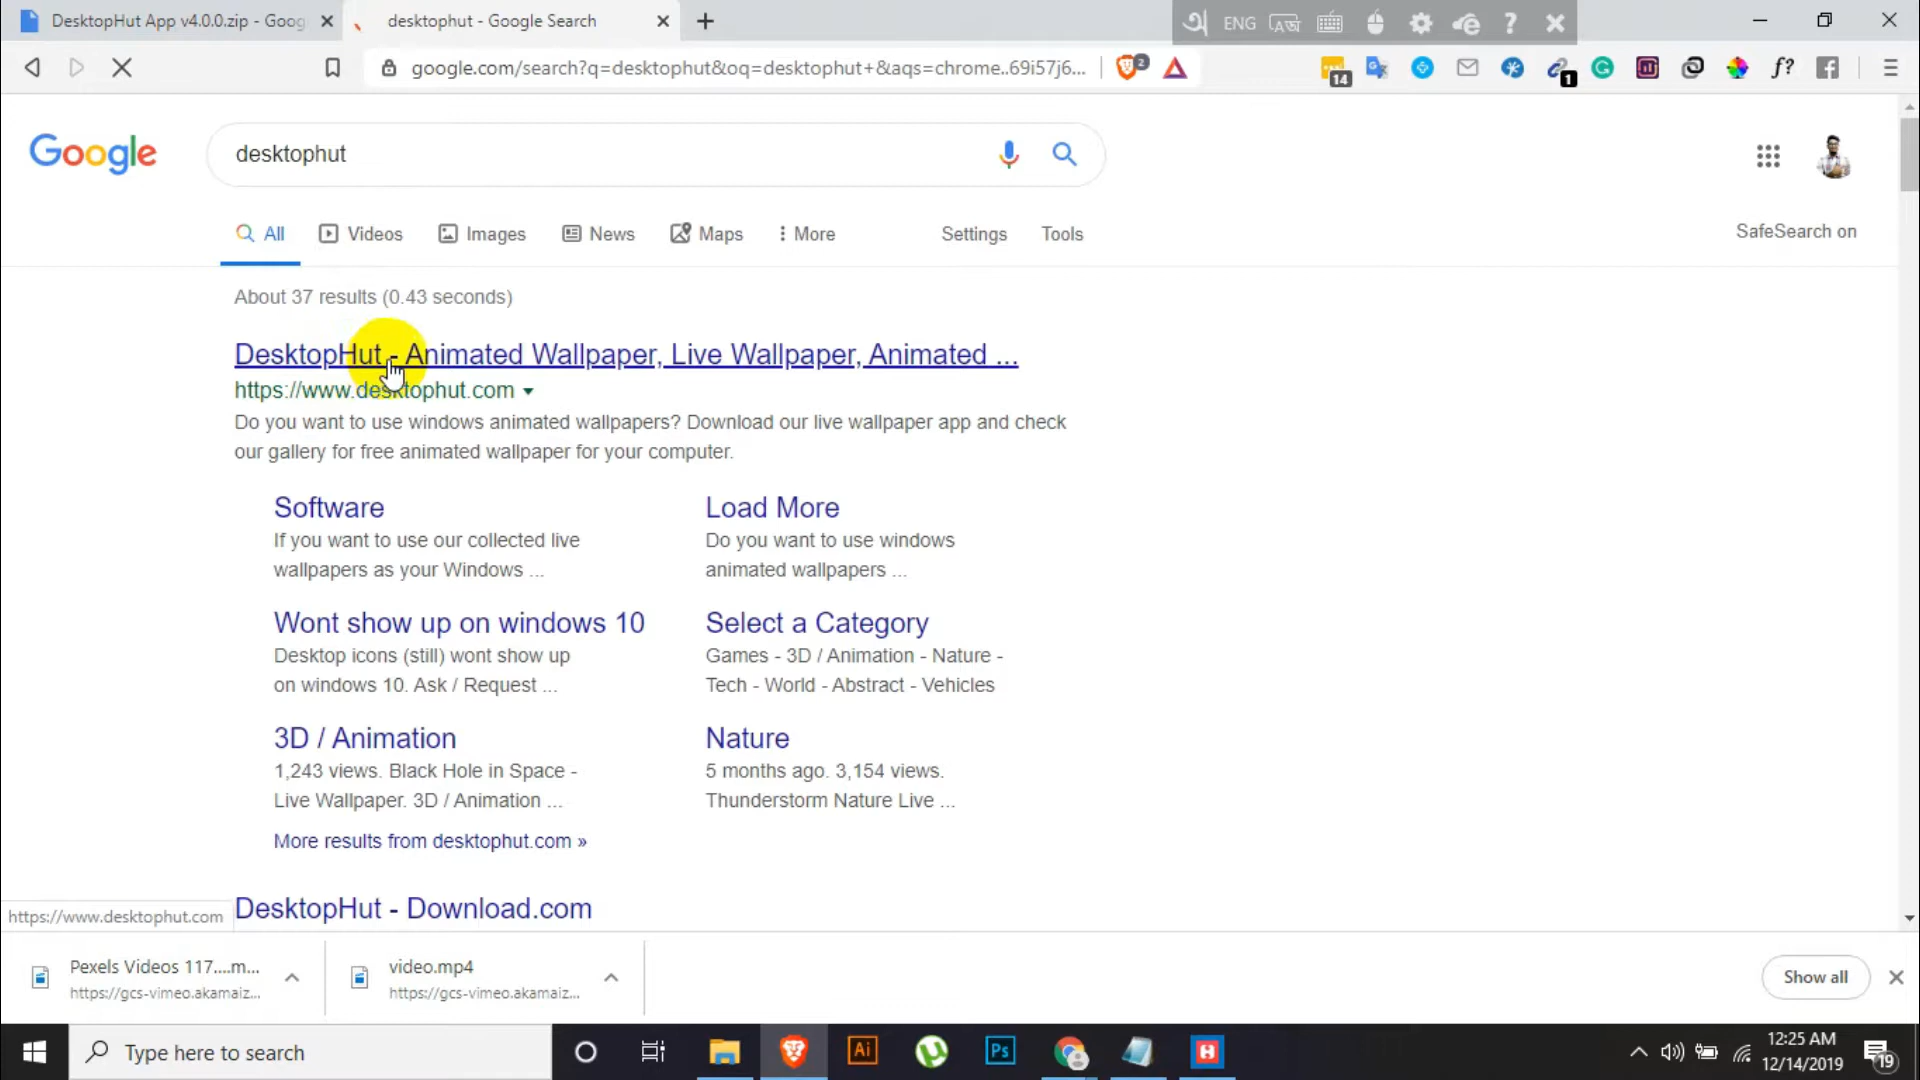 DesktopHut App v4.0.0.zip - Goog
desktophut - Google Search
ENG
google.com/search?q=desktophut&oq=desktophut+&aqs=chrome..69i57j6...
2
14
1
f?
Google
desktophut
All
Videos
Images
News
Maps
More
Settings
Tools
SafeSearch on
About 37 results (0.43 seconds)
DesktopHut - Animated Wallpaper, Live Wallpaper, Animated ...
https://www.desktophut.com
Do you want to use windows animated wallpapers? Download our live wallpaper app and check
our gallery for free animated wallpaper for your computer.
Software
If you want to use our collected live
wallpapers as your Windows ...
Load More
Do you want to use windows
animated wallpapers ...
Wont show up on windows 10
Desktop icons (still) wont show up
on windows 10. Ask / Request ...
Select a Category
Games - 3D / Animation - Nature -
Tech - World - Abstract - Vehicles
3D / Animation
1,243 views. Black Hole in Space -
Live Wallpaper. 3D / Animation ...
Nature
5 months ago. 3,154 views.
Thunderstorm Nature Live ...
More results from desktophut.com »
DesktopHut - Download.com
https://www.desktophut.com
Pexels Videos 117....m...
https://gcs-vimeo.akamaiz...
video.mp4
https://gcs-vimeo.akamaiz...
Show all
Type here to search
Ai
Ps
12:25 AM
12/14/2019
19